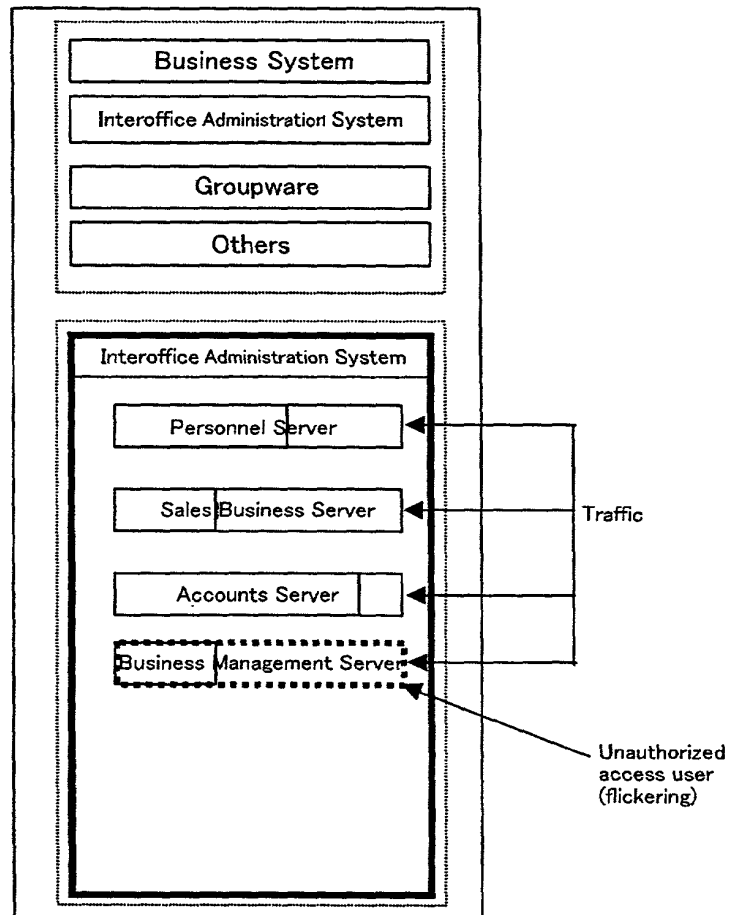 Business System
Interoffice Administration System
Groupware
Others
Interoffice Administration System
Personnel Server
Sales Business Server
Accounts Server
Business Management Server
Traffic
Unauthorized
access user
(flickering)